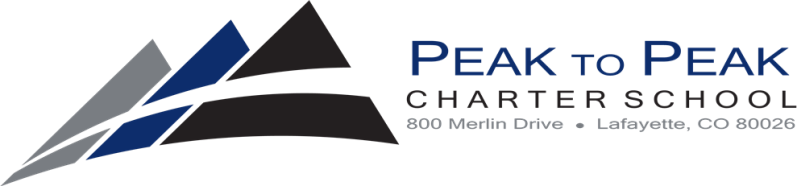 PEAK TO PEAK
CHARTER SCHOOL
800 Merlin Drive • Lafayette, CO 80026